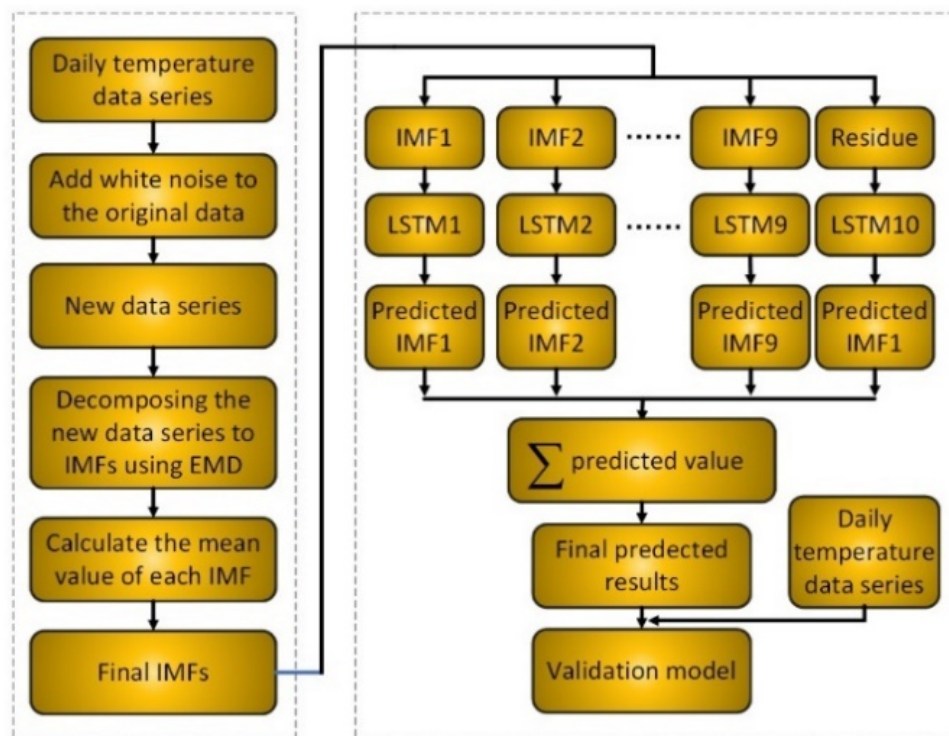 Daily temperature
data series
Add white noise to
the original data
New data series
Decomposing the
new data series to
IMFs using EMD
Calculate the mean
value of each IMF
Final IMFs
IMF1
IMF2
......
IMF9
Residue
LSTM1
LSTM2
......
LSTM9
LSTM10
Predicted
IMF1
Predicted
IMF2
Predicted
IMF9
Predicted
IMF1
∑ predicted value
Final predected
results
Daily
temperature
data series
Validation model